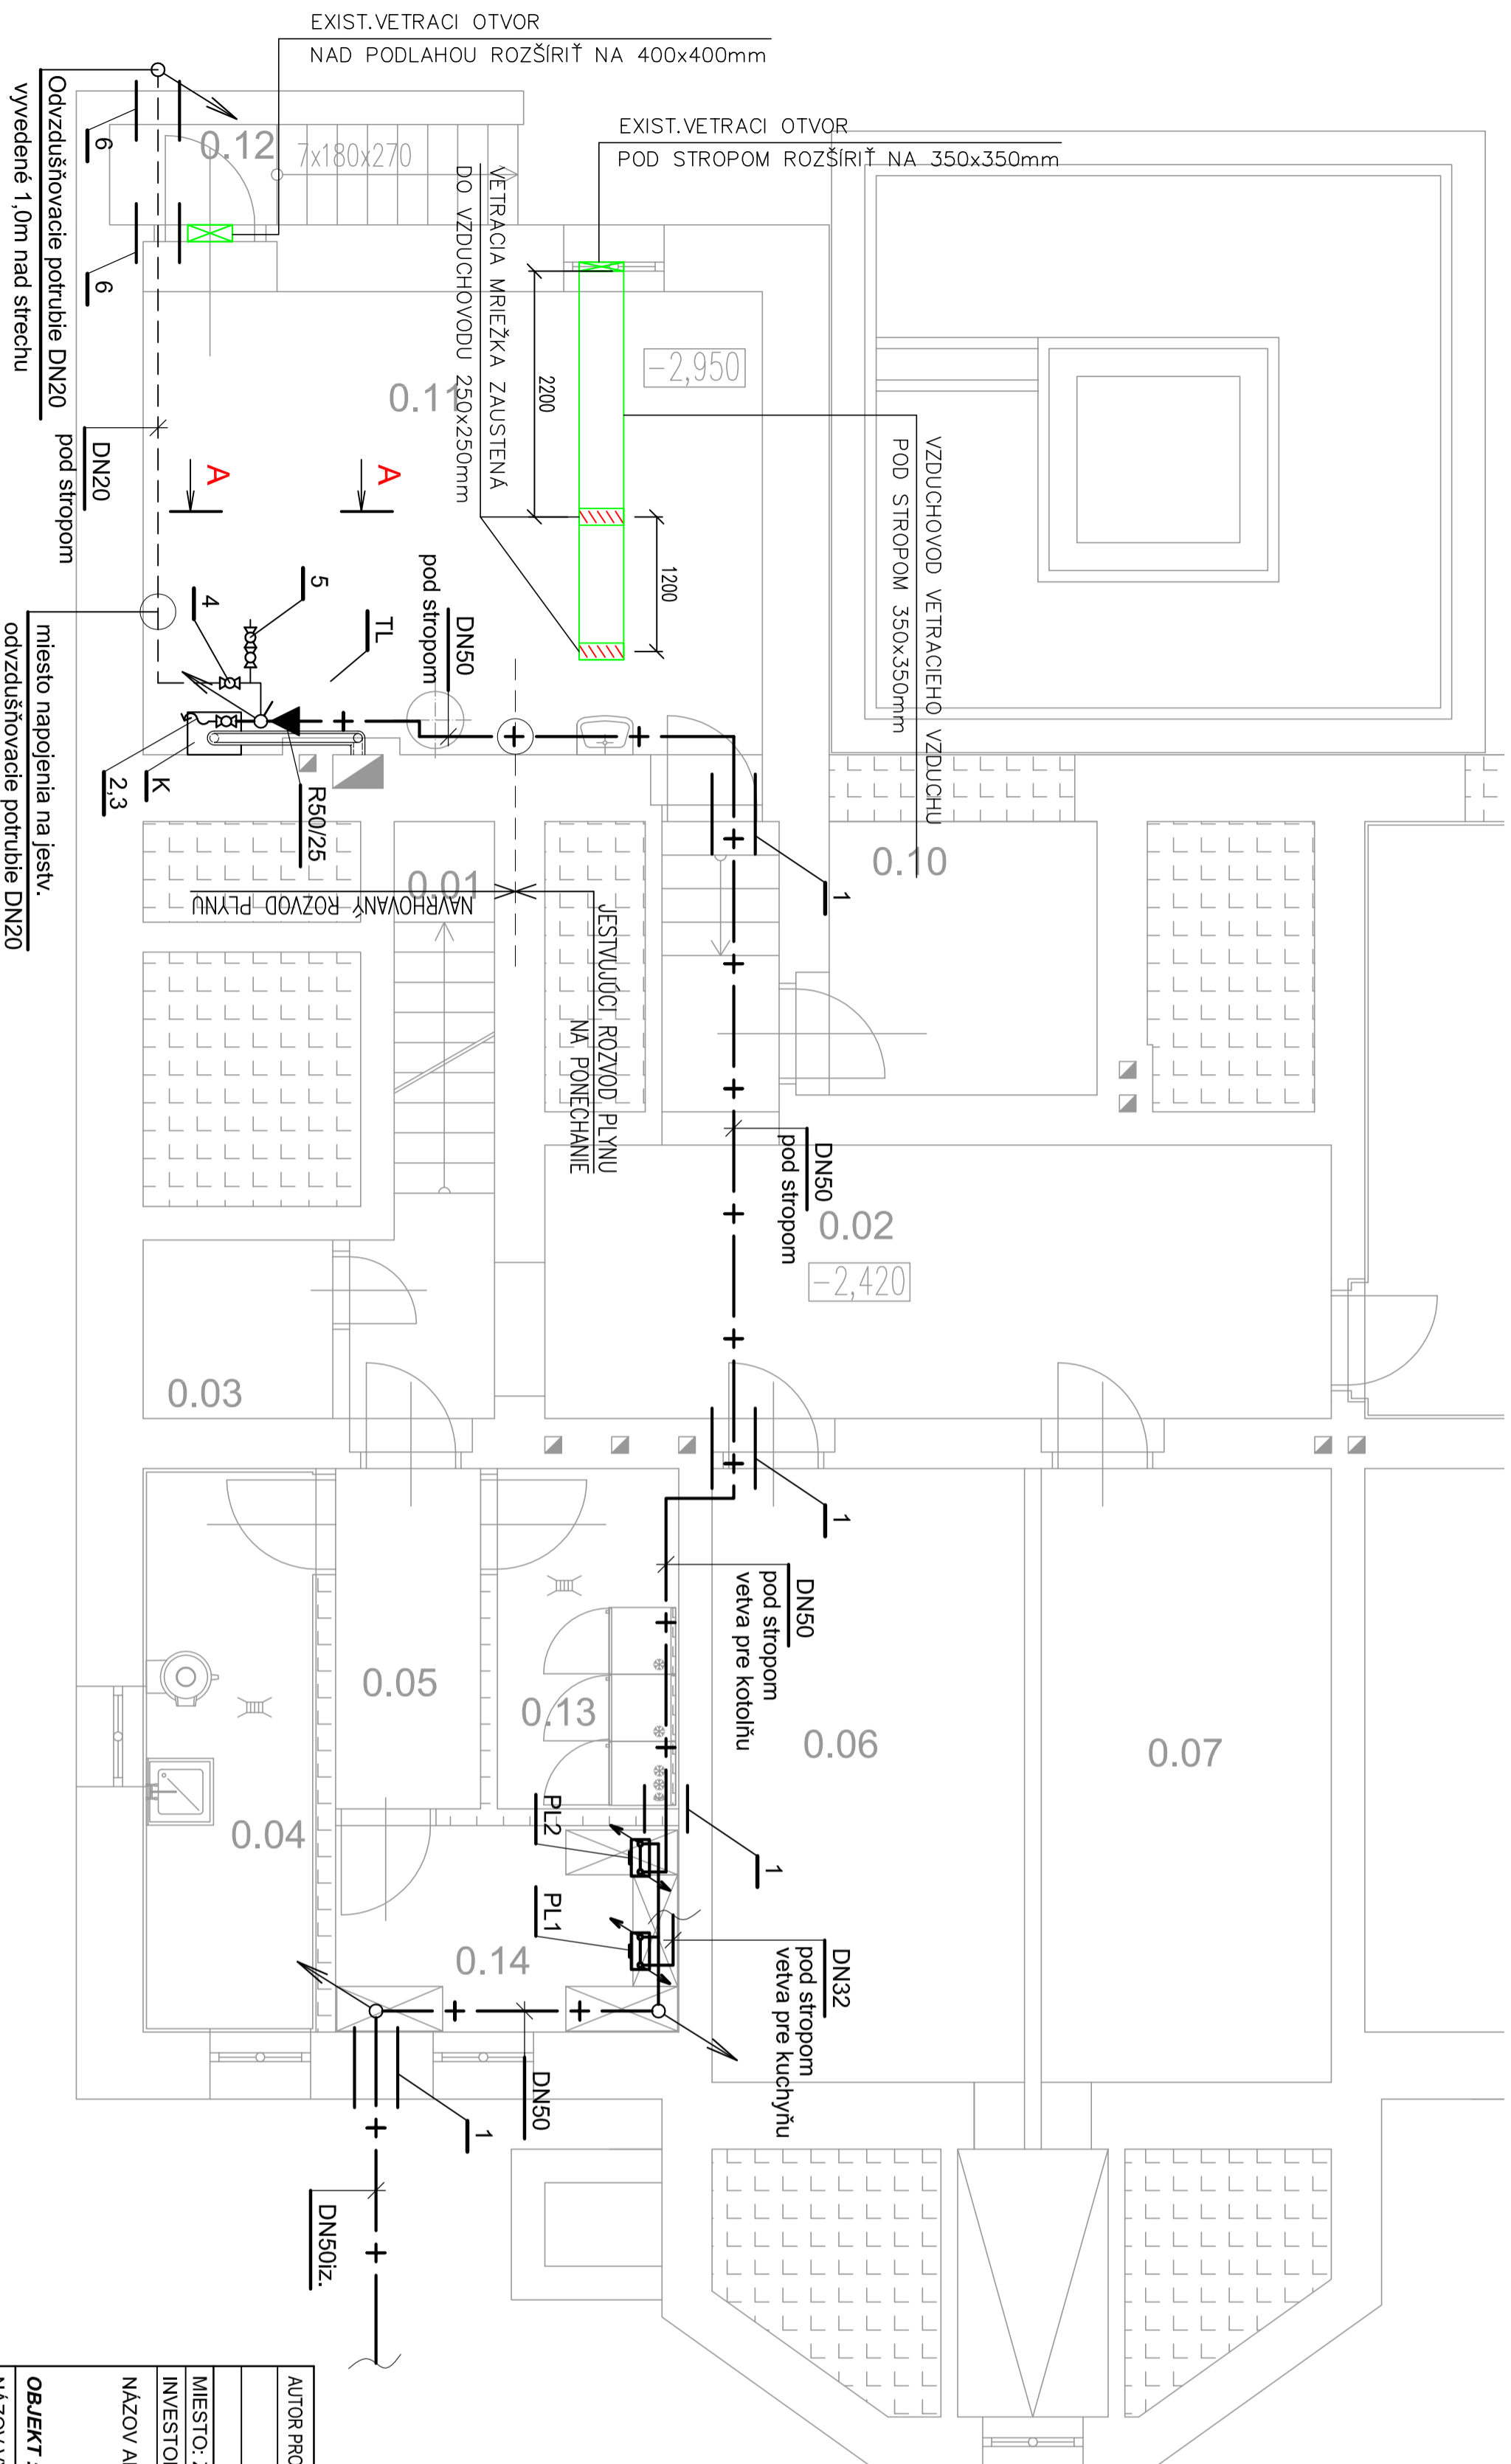 EXIST.VETRACI OTVOR
NAD PODLAHOU ROZŠÍRIŤ NA 400x400mm
EXIST.VETRACI OTVOR
POD STROPOM ROZŠÍRIŤ NA 350x350mm
Odvzdušňovacie potrubie DN20
vyvedené 1,0m nad strechu
6
6
0.12
7x180x270
VETRACIA MRIEŽKA ZAUSTENÁ
DO VZDUCHOVODU 250x250mm
2200
1200
-2,950
0.11
VZDUCHOVOD VETRACIEHO VZDUCHU
POD STROPOM 350x350mm
DN20
pod stropom
A
A
miesto napojenia na jestv.
odvzdušňovacie potrubie DN20
4
5
TL
DN50
pod stropom
2,3
K
R50/25
0.01
NAVRHOVANÝ ROZVOD PLYNU
JESTVUJÚCI ROZVOD PLYNU
NA PONECHANIE
1
0.10
DN50
pod stropom
0.02
-2,420
0.03
1
DN50
pod stropom
vetva pre kotolňu
0.05
0.13
0.06
0.07
0.04
PL2
1
PL1
0.14
DN32
pod stropom
vetva pre kuchyňu
DN50
1
DN50iz.
AUTOR PRO
MIESTO:
INVESTO
NÁZOV A
OBJEKT